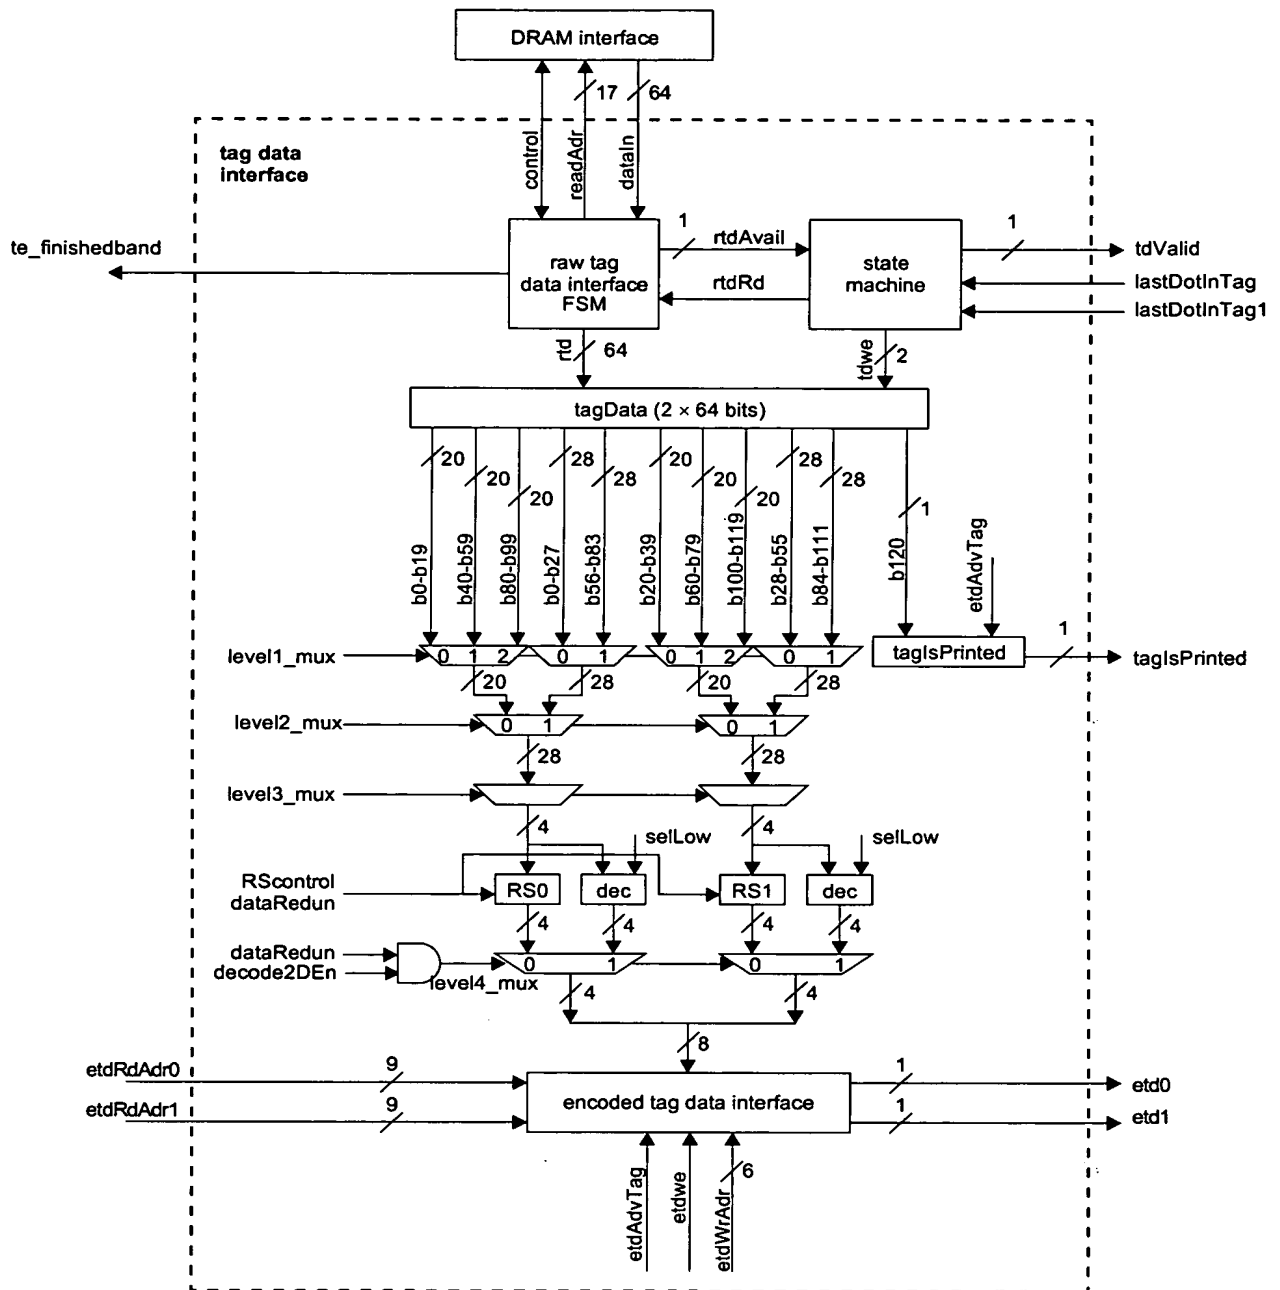 DRAM interface
17
64
control
readAdr
dataIn
tag data
interface
te_finishedband
raw tag
data interface
FSM
1
rtdAvail
rtdRd
state
machine
1
tdValid
lastDotInTag
lastDotInTag1
rtd
64
tdwe
2
tagData (2 × 64 bits)
20
20
20
28
28
20
20
20
28
28
1
b0-b19
b40-b59
b80-b99
b0-b27
b56-b83
b20-b39
b60-b79
b100-b119
b28-b55
b84-b111
b120
etdAdvTag
level1_mux
0 1 2
0 1
0 1 2
0 1
tagIsPrinted
1
tagIsPrinted
20
28
20
28
level2_mux
0 1
0 1
28
28
level3_mux
4
4
selLow
selLow
RScontrol
dataRedun
RS0
dec
RS1
dec
4
4
4
4
dataRedun
decode2DEn
level4_mux
0 1
0 1
4
4
8
etdRdAdr0
9
etdRdAdr1
9
encoded tag data interface
1
etd0
1
etd1
etdAdvTag
etdwe
etdWrAdr
6